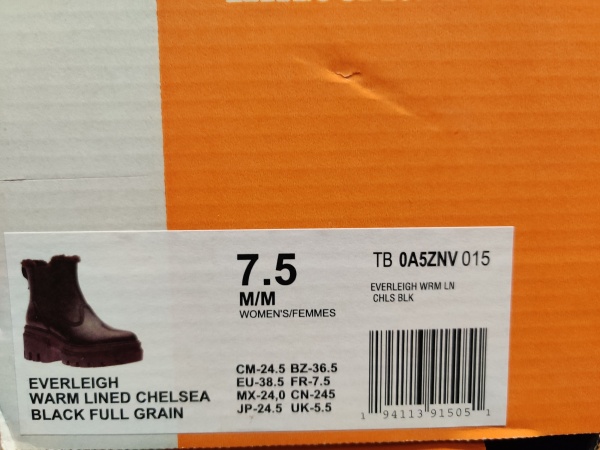 7.5
M/M
WOMEN'S/FEMMES
TB 0A5ZNV 015
EVERLEIGH WRM LN
CHLS BLK
EVERLEIGH
WARM LINED CHELSEA
BLACK FULL GRAIN
CM-24.5 BZ-36.5
EU-38.5 FR-7.5
MX-24,0 CN-245
JP-24.5 UK-5.5
1 94113 91505 1